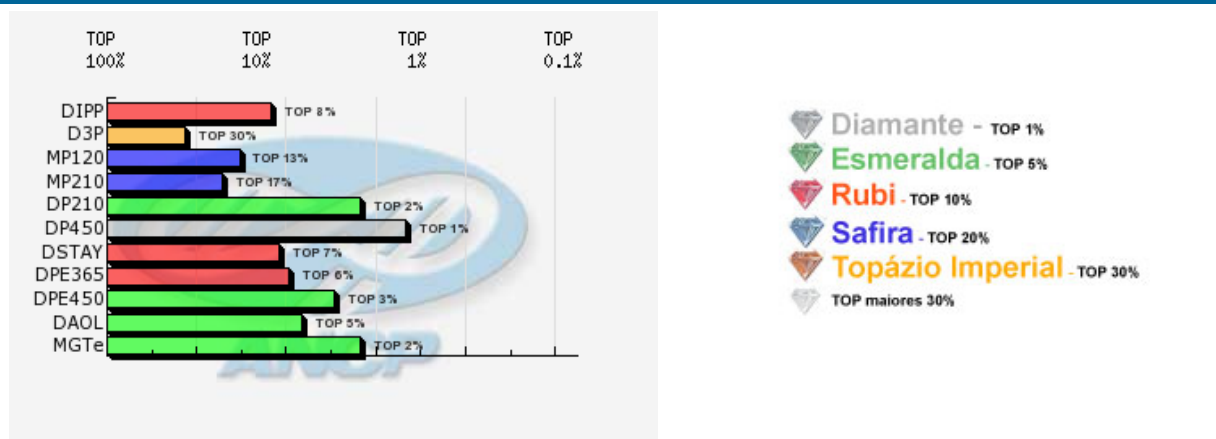 TOP TOP TOP TOP
100% 10% 1% 0.1%
DIPP TOP 8%
D3P TOP 30%
MP120 TOP 13%
MP210 TOP 17%
DP210 TOP 2%
DP450 TOP 1%
DSTAY TOP 7%
DPE365 TOP 6%
DPE450 TOP 3%
DAOL TOP 5%
MGTe TOP 2%
ANCP
Diamante - TOP 1%
Esmeralda - TOP 5%
Rubi - TOP 10%
Safira - TOP 20%
Topázio Imperial - TOP 30%
TOP maiores 30%